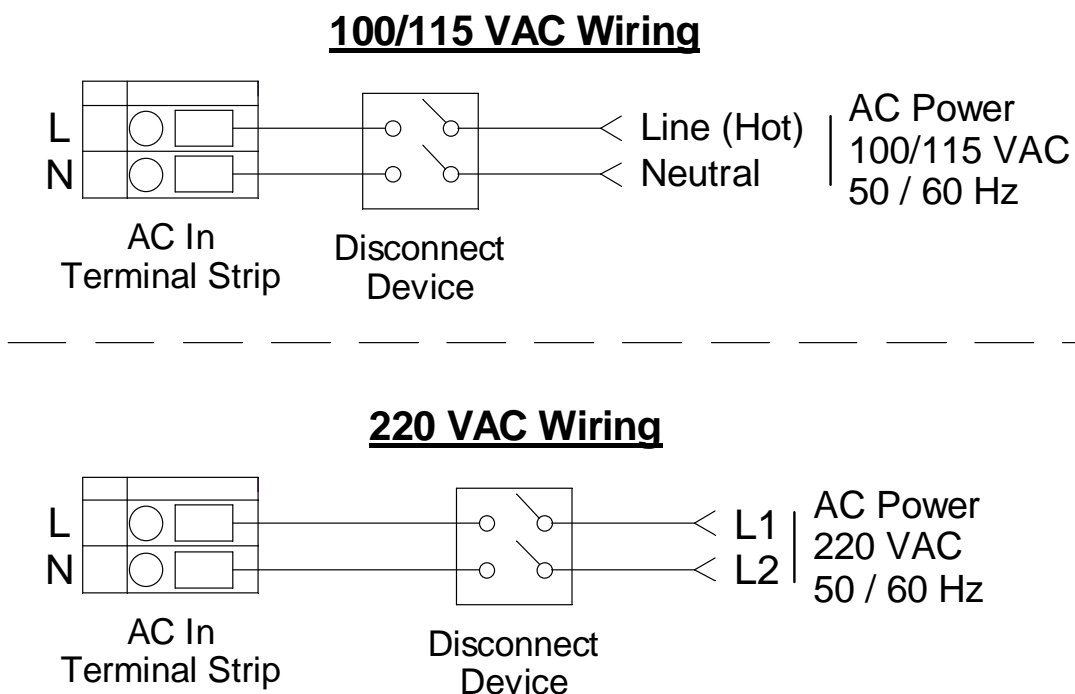 100/115 VAC Wiring
L
N
AC In
Terminal Strip
Disconnect
Device
Line (Hot)
Neutral
AC Power
100/115 VAC
50 / 60 Hz
220 VAC Wiring
L
N
AC In
Terminal Strip
Disconnect
Device
L1
L2
AC Power
220 VAC
50 / 60 Hz